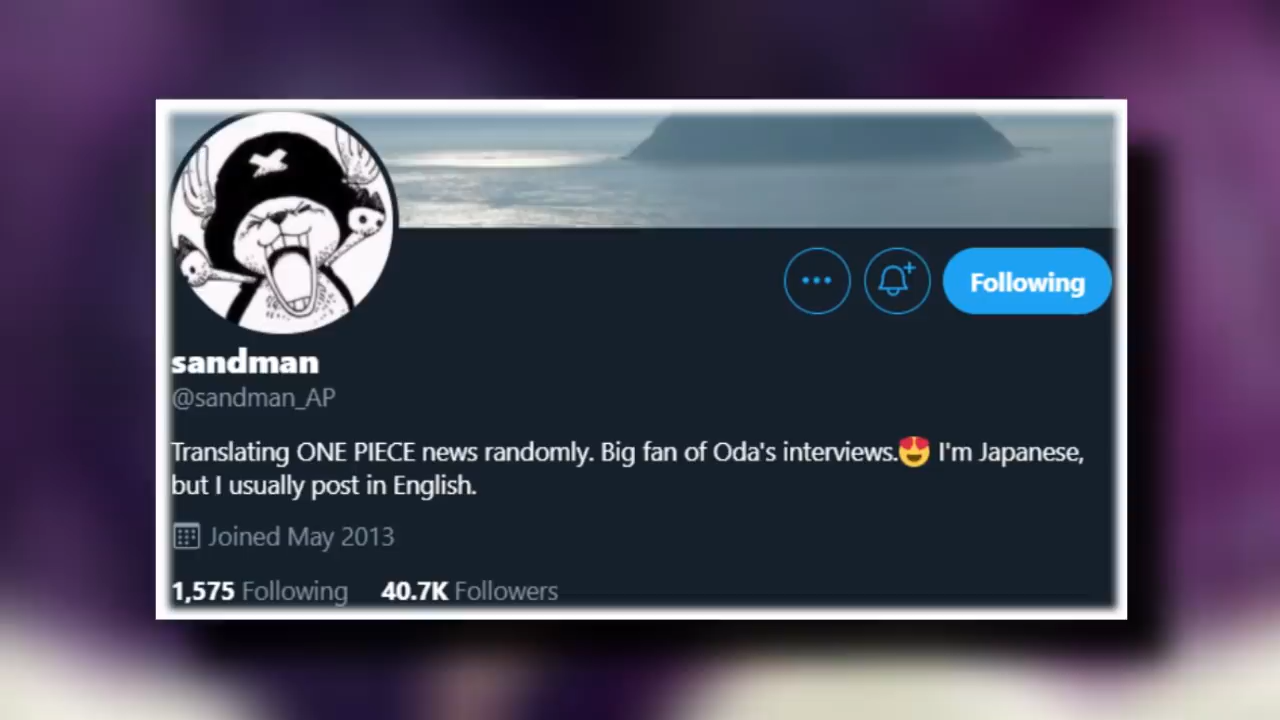 Following
sandman
@sandman_AP
Translating ONE PIECE news randomly. Big fan of Oda's interviews.😍 I'm Japanese,
but I usually post in English.
Joined May 2013
1,575 Following 40.7K Followers